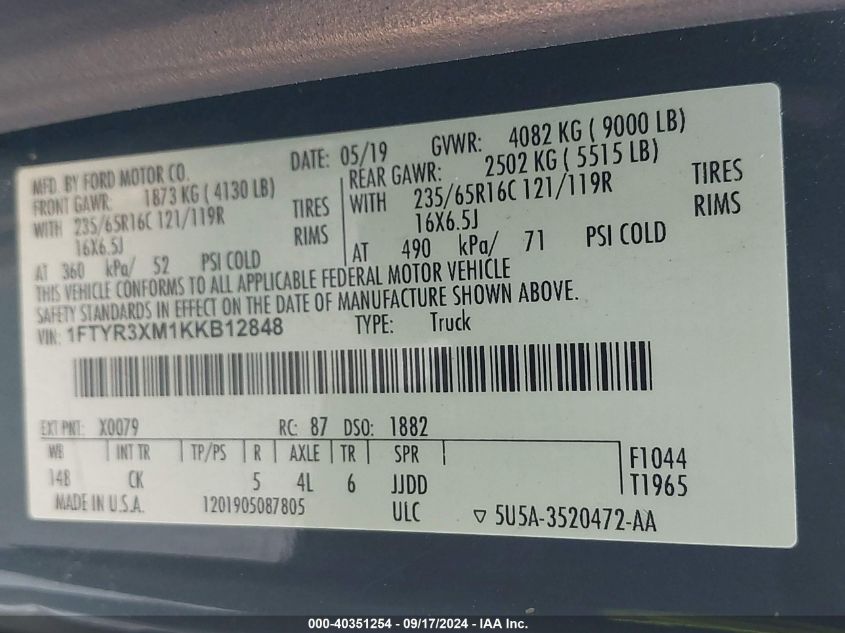 MFD. BY FORD MOTOR CO. DATE: 05/19 GVWR: 4082 KG ( 9000 LB)
FRONT GAWR: 1873 KG ( 4130 LB) REAR GAWR: 2502 KG ( 5515 LB)
WITH 235/65R16C 121/119R TIRES WITH 235/65R16C 121/119R TIRES
16X6.5J RIMS 16X6.5J RIMS
AT 360 kPa/ 52 PSI COLD AT 490 kPa/ 71 PSI COLD
THIS VEHICLE CONFORMS TO ALL APPLICABLE FEDERAL MOTOR VEHICLE
SAFETY STANDARDS IN EFFECT ON THE DATE OF MANUFACTURE SHOWN ABOVE.
VIN: 1FTYR3XM1KKB12848 TYPE: Truck
EXT PNT: X0079 RC: 87 DSO: 1882
WB INT TR TP/PS R AXLE TR SPR F1044
148 CK 5 4L 6 JJDD T1965
MADE IN U.S.A. 1201905087805 ULC ▽ 5U5A-3520472-AA
000-40351254 - 09/17/2024 - IAA Inc.